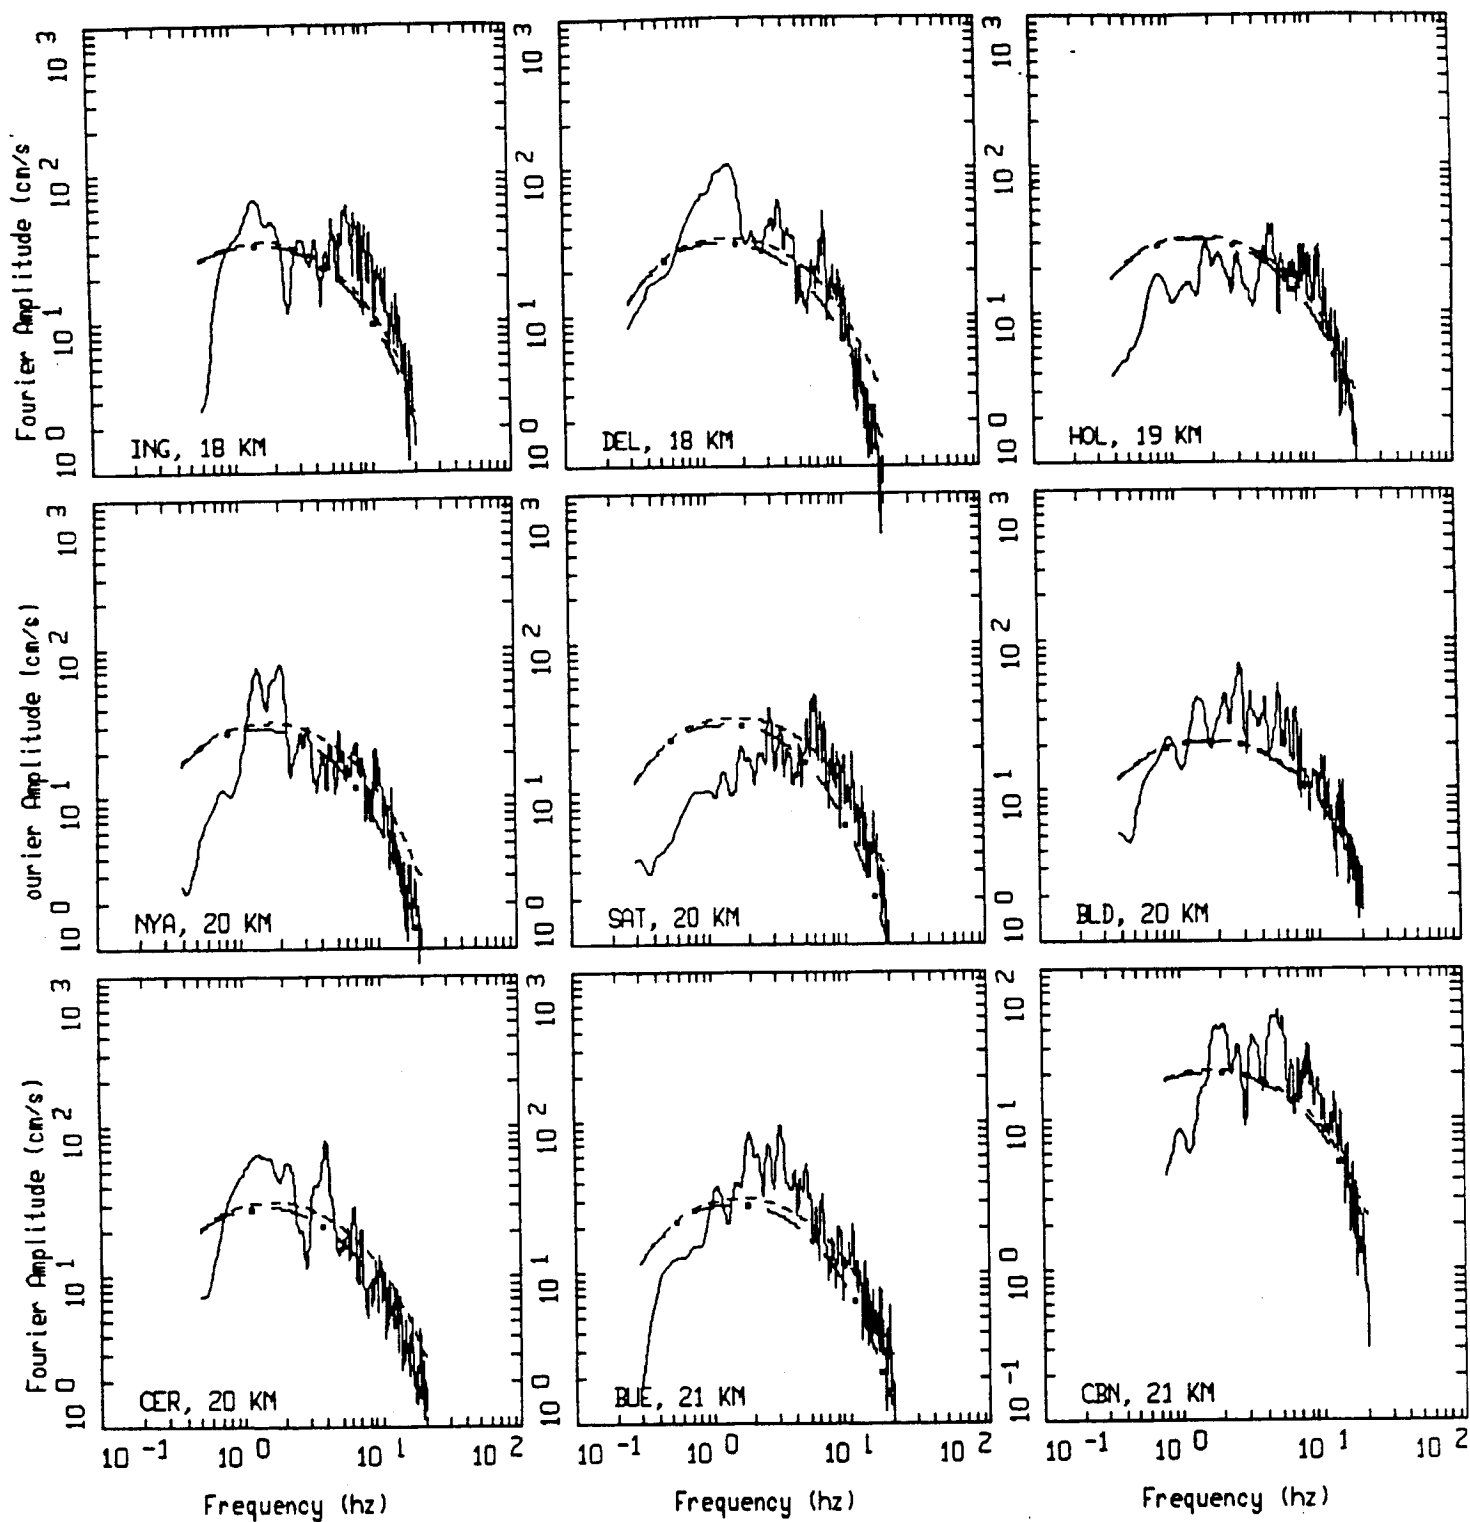 Fourier Amplitude (cm/s)
10 3
10 2
10 1
10 0
ING, 18 KM
10 3
10 2
10 1
10 0
DEL, 18 KM
10 3
10 2
10 1
10 0
HOL, 19 KM
ourier Amplitude (cm/s)
10 3
10 2
10 1
10 0
NYA, 20 KM
10 3
10 2
10 1
10 0
SAT, 20 KM
10 3
10 2
10 1
10 0
BLD, 20 KM
Fourier Amplitude (cm/s)
10 3
10 2
10 1
10 0
CER, 20 KM
10 3
10 2
10 1
10 0
BUE, 21 KM
10 2
10 1
10 0
10 -1
CBN, 21 KM
10 -1 10 0 10 1 10 2
10 -1 10 0 10 1 10 2
10 -1 10 0 10 1 10 2
Frequency (hz)
Frequency (hz)
Frequency (hz)